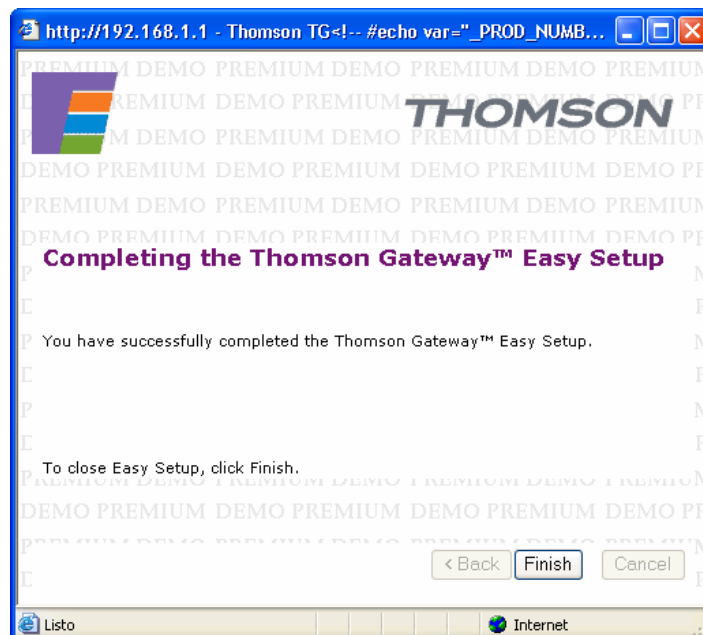 http://192.168.1.1 - Thomson TG<!-- #echo var="_PROD_NUMB...
THOMSON
Completing the Thomson Gateway™ Easy Setup
You have successfully completed the Thomson Gateway™ Easy Setup.
To close Easy Setup, click Finish.
< Back Finish Cancel
Listo Internet